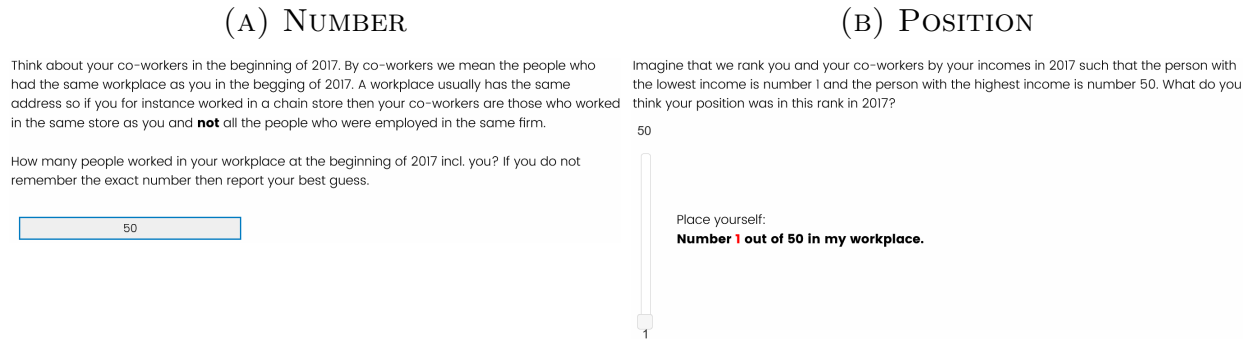 (A) NUMBER
Think about your co-workers in the beginning of 2017. By co-workers we mean the people who
had the same workplace as you in the begging of 2017. A workplace usually has the same
address so if you for instance worked in a chain store then your co-workers are those who worked
in the same store as you and not all the people who were employed in the same firm.
How many people worked in your workplace at the beginning of 2017 incl. you? If you do not
remember the exact number then report your best guess.
50
(B) POSITION
Imagine that we rank you and your co-workers by your incomes in 2017 such that the person with
the lowest income is number 1 and the person with the highest income is number 50. What do you
think your position was in this rank in 2017?
50
Place yourself:
Number 1 out of 50 in my workplace.
1